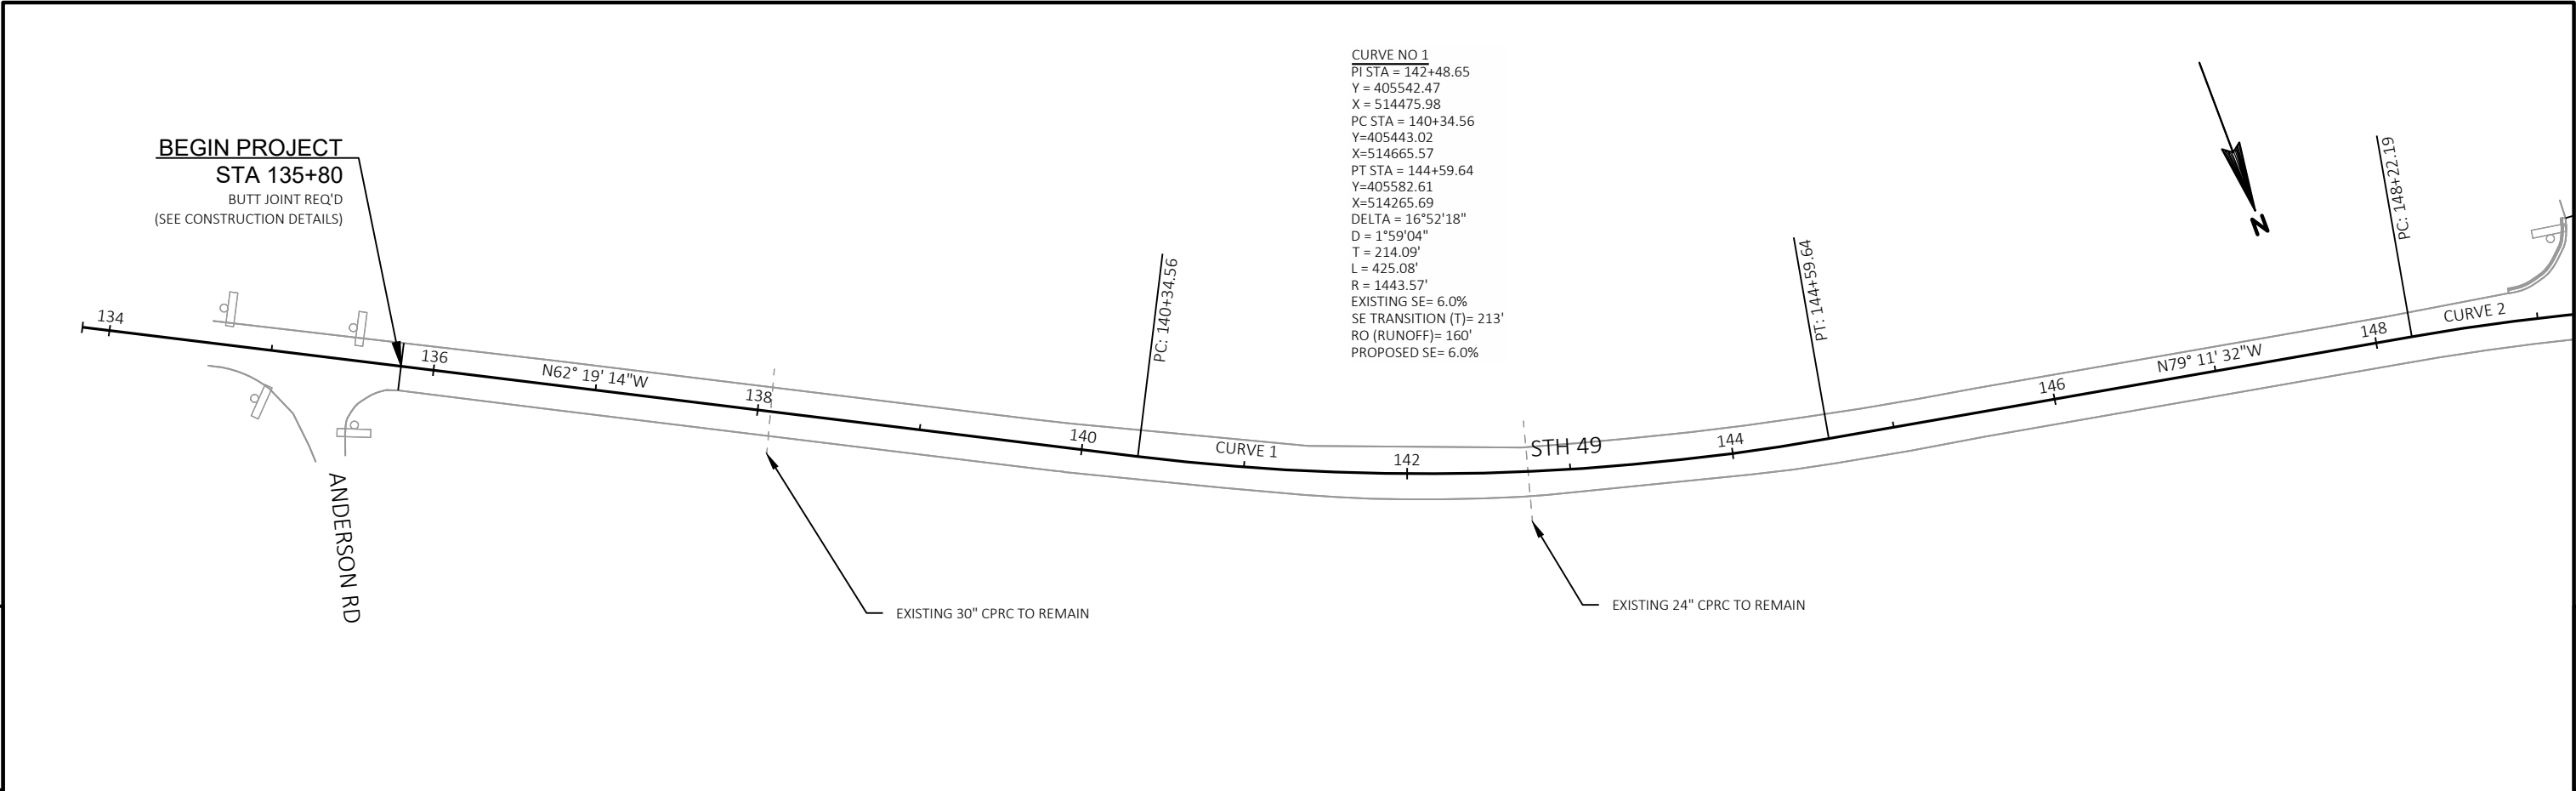 BEGIN PROJECT
STA 135+80
BUTT JOINT REQ'D
(SEE CONSTRUCTION DETAILS)
CURVE NO 1
PI STA = 142+48.65
Y = 405542.47
X = 514475.98
PC STA = 140+34.56
Y=405443.02
X=514665.57
PT STA = 144+59.64
Y=405582.61
X=514265.69
DELTA = 16°52'18"
D = 1°59'04"
T = 214.09'
L = 425.08'
R = 1443.57'
EXISTING SE= 6.0%
SE TRANSITION (T)= 213'
RO (RUNOFF)= 160'
PROPOSED SE= 6.0%
N
134
136
N62° 19' 14"W
138
140
PC: 140+34.56
CURVE 1
142
STH 49
144
PT: 144+59.64
146
N79° 11' 32"W
148
PC: 148+22.19
CURVE 2
ANDERSON RD
EXISTING 30" CPRC TO REMAIN
EXISTING 24" CPRC TO REMAIN